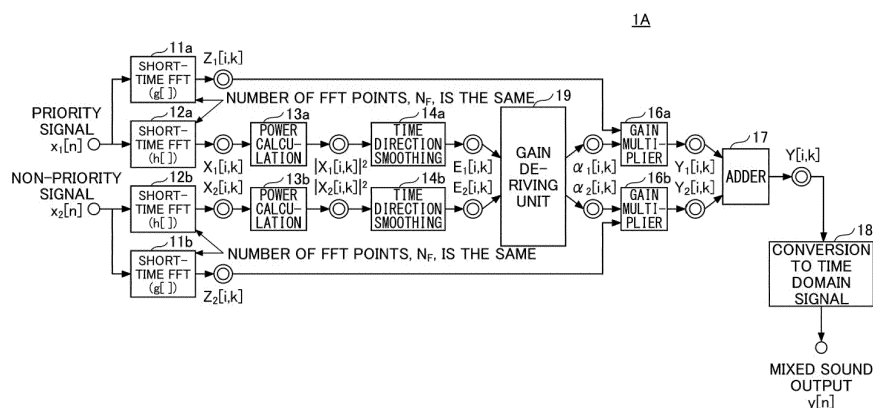 1A
11a
SHORT-
TIME FFT
(g[ ])
Z₁[i,k]
NUMBER OF FFT POINTS, N_F, IS THE SAME
PRIORITY
SIGNAL
x₁[n]
12a
SHORT-
TIME FFT
(h[ ])
X₁[i,k]
13a
POWER
CALCU-
LATION
|X₁[i,k]|²
14a
TIME
DIRECTION
SMOOTHING
E₁[i,k]
NON-PRIORITY
SIGNAL
x₂[n]
12b
SHORT-
TIME FFT
(h[ ])
X₂[i,k]
13b
POWER
CALCU-
LATION
|X₂[i,k]|²
14b
TIME
DIRECTION
SMOOTHING
E₂[i,k]
NUMBER OF FFT POINTS, N_F, IS THE SAME
11b
SHORT-
TIME FFT
(g[ ])
Z₂[i,k]
19
GAIN
DE-
RIVING
UNIT
α₁[i,k]
α₂[i,k]
16a
GAIN
MULTI-
PLIER
Y₁[i,k]
16b
GAIN
MULTI-
PLIER
Y₂[i,k]
17
ADDER
Y[i,k]
18
CONVERSION
TO TIME
DOMAIN
SIGNAL
MIXED SOUND
OUTPUT
y[n]